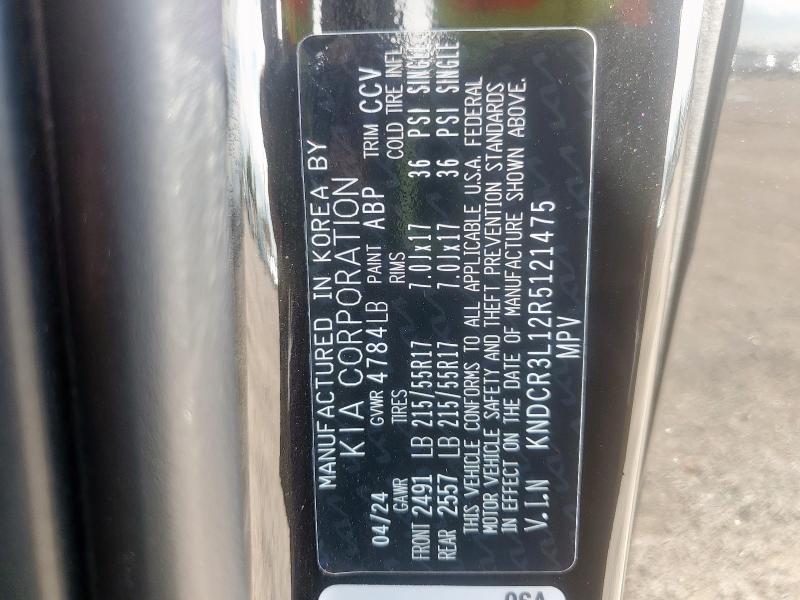 MANUFACTURED IN KOREA BY
KIA CORPORATION
04/24 GVWR 4784LB PAINT ABP TRIM CCV
GAWR TIRES RIMS COLD TIRE INFL
FRONT 2491 LB 215/55R17 7.0Jx17 36 PSI SINGLE
REAR 2557 LB 215/55R17 7.0Jx17 36 PSI SINGLE
THIS VEHICLE CONFORMS TO ALL APPLICABLE U.S.A. FEDERAL
MOTOR VEHICLE SAFETY AND THEFT PREVENTION STANDARDS
IN EFFECT ON THE DATE OF MANUFACTURE SHOWN ABOVE.
V.I.N KNDCR3L12R5121475
MPV